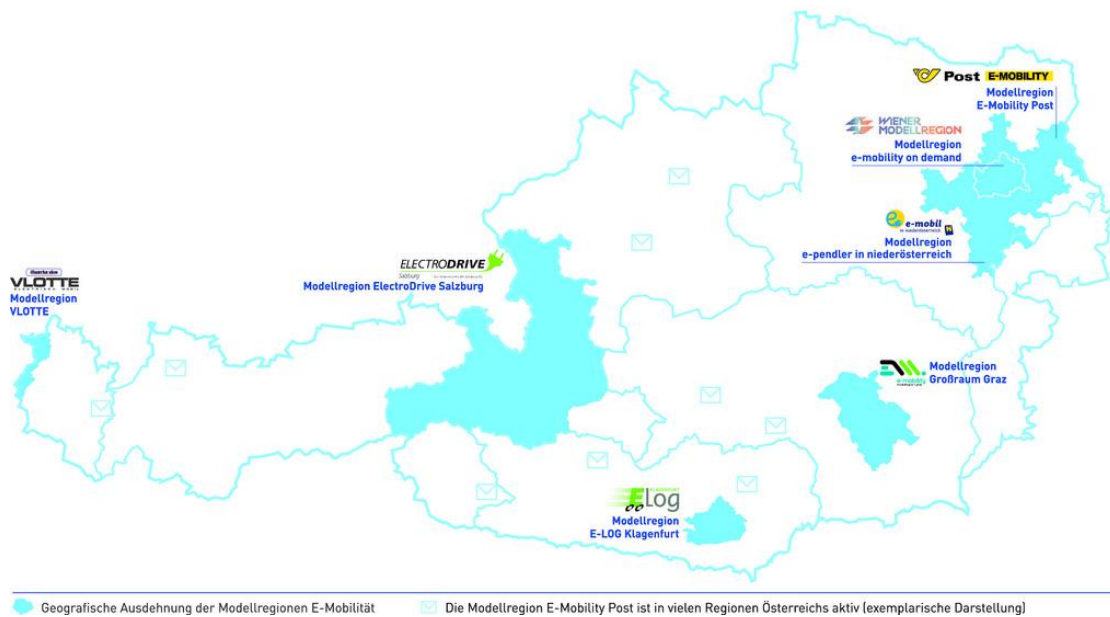 Post E-MOBILITY
Modellregion
E-Mobility Post
WIENER
MODELLREGION
Modellregion
e-mobility on demand
e-mobil
in niederösterreich
Modellregion
e-pendler in niederösterreich
ELECTRODRIVE
Salzburg
Modellregion ElectroDrive Salzburg
VLOTTE
Modellregion
VLOTTE
e-mobility
Modellregion
Großraum Graz
ELog
Modellregion
E-LOG Klagenfurt
Geografische Ausdehnung der Modellregionen E-Mobilität
Die Modellregion E-Mobility Post ist in vielen Regionen Österreichs aktiv (exemplarische Darstellung)